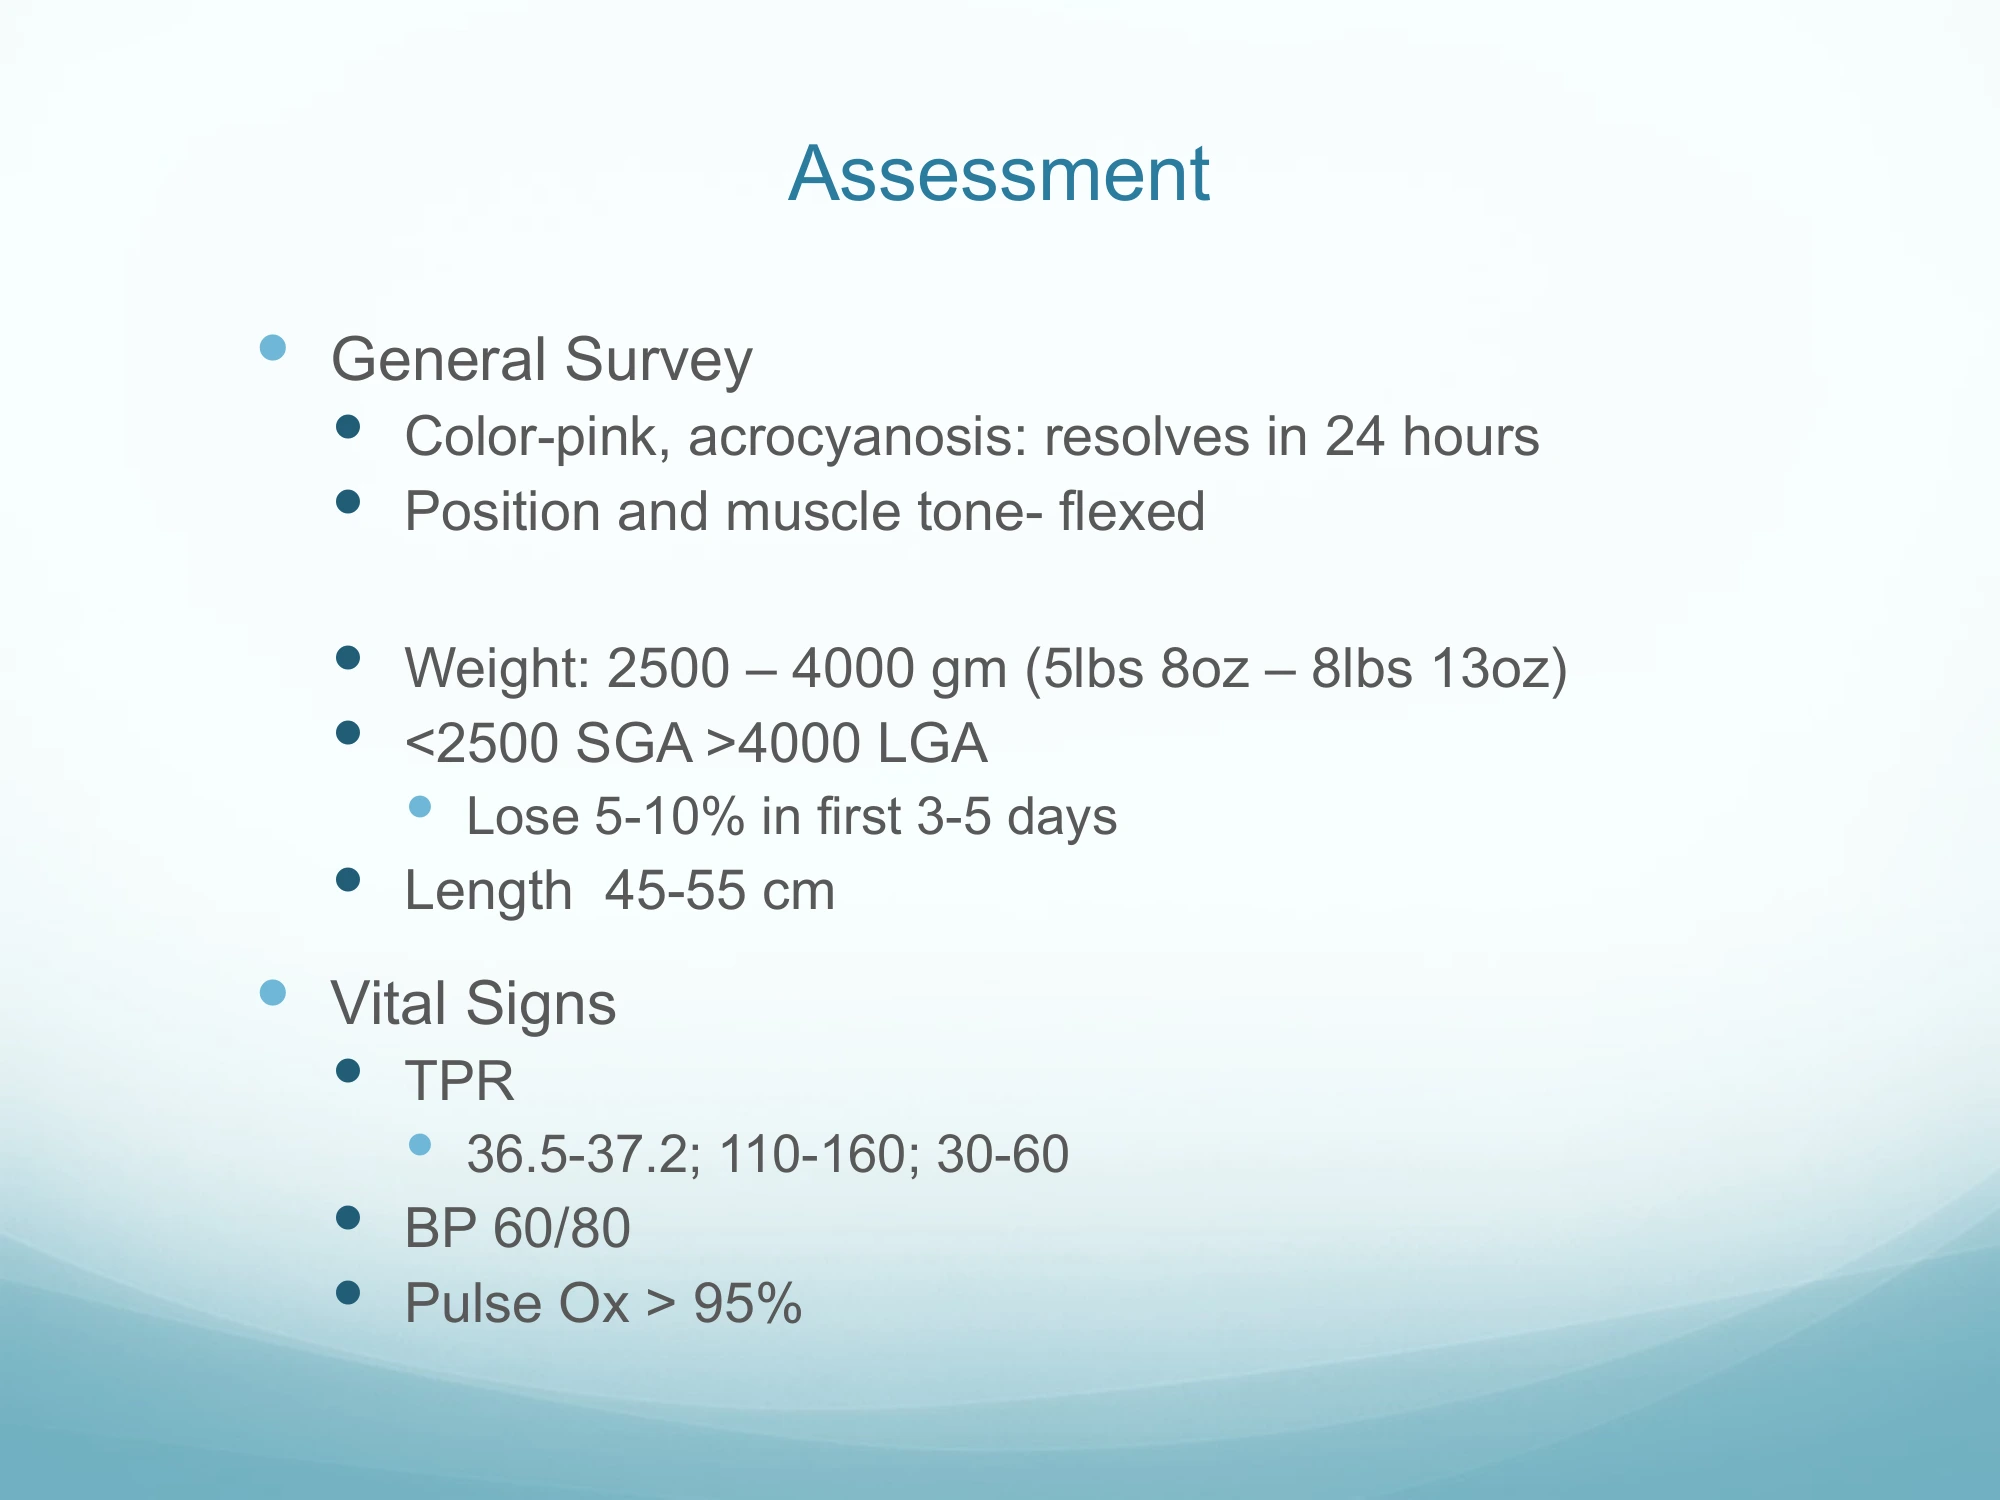 Assessment
General Survey
Color-pink, acrocyanosis: resolves in 24 hours
Position and muscle tone- flexed
Weight: 2500 – 4000 gm (5lbs 8oz – 8lbs 13oz)
<2500 SGA >4000 LGA
Lose 5-10% in first 3-5 days
Length  45-55 cm
Vital Signs
TPR
36.5-37.2; 110-160; 30-60
BP 60/80
Pulse Ox > 95%